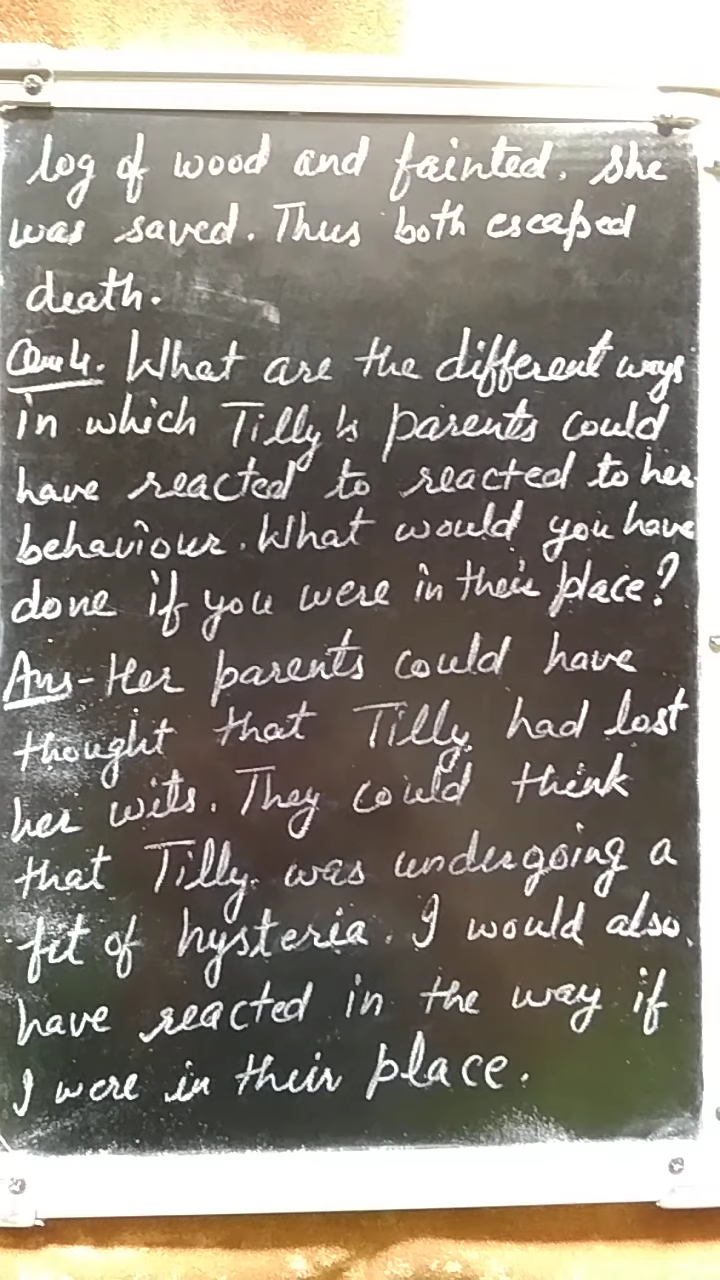 log of wood and fainted. She
was saved. Thus both escaped
death.
Ques4. What are the different ways
in which Tilly's parents could
have reacted to reacted to her
behaviour. What would you have
done if you were in their place?
Ans- Her parents could have
thought that Tilly had lost
her wits. They could think
that Tilly was undergoing a
fit of hysteria. I would also
have reacted in the way if
I were in their place.